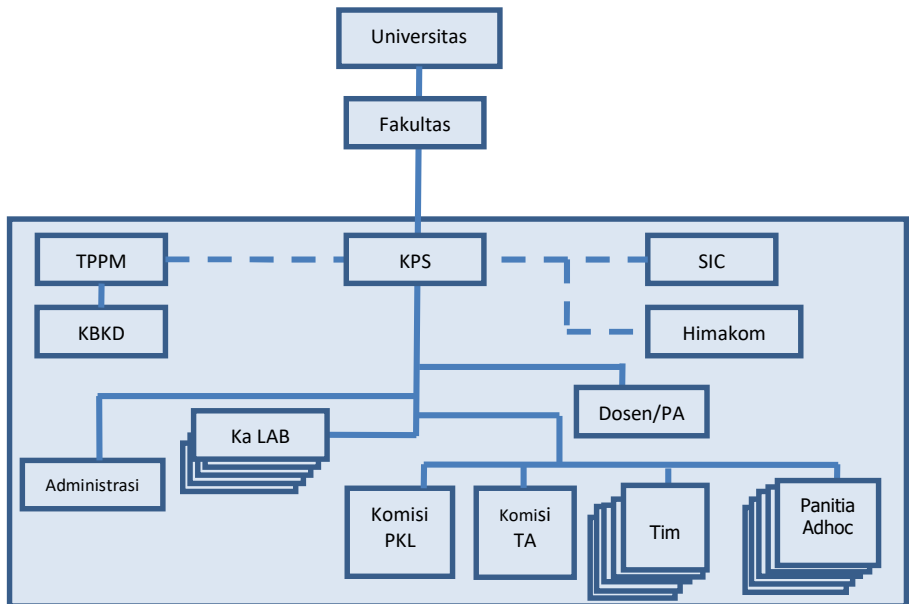 Universitas
Fakultas
TPPM
KPS
SIC
KBKD
Himakom
Dosen/PA
Ka LAB
Administrasi
Komisi
PKL
Komisi
TA
Tim
Panitia
Adhoc